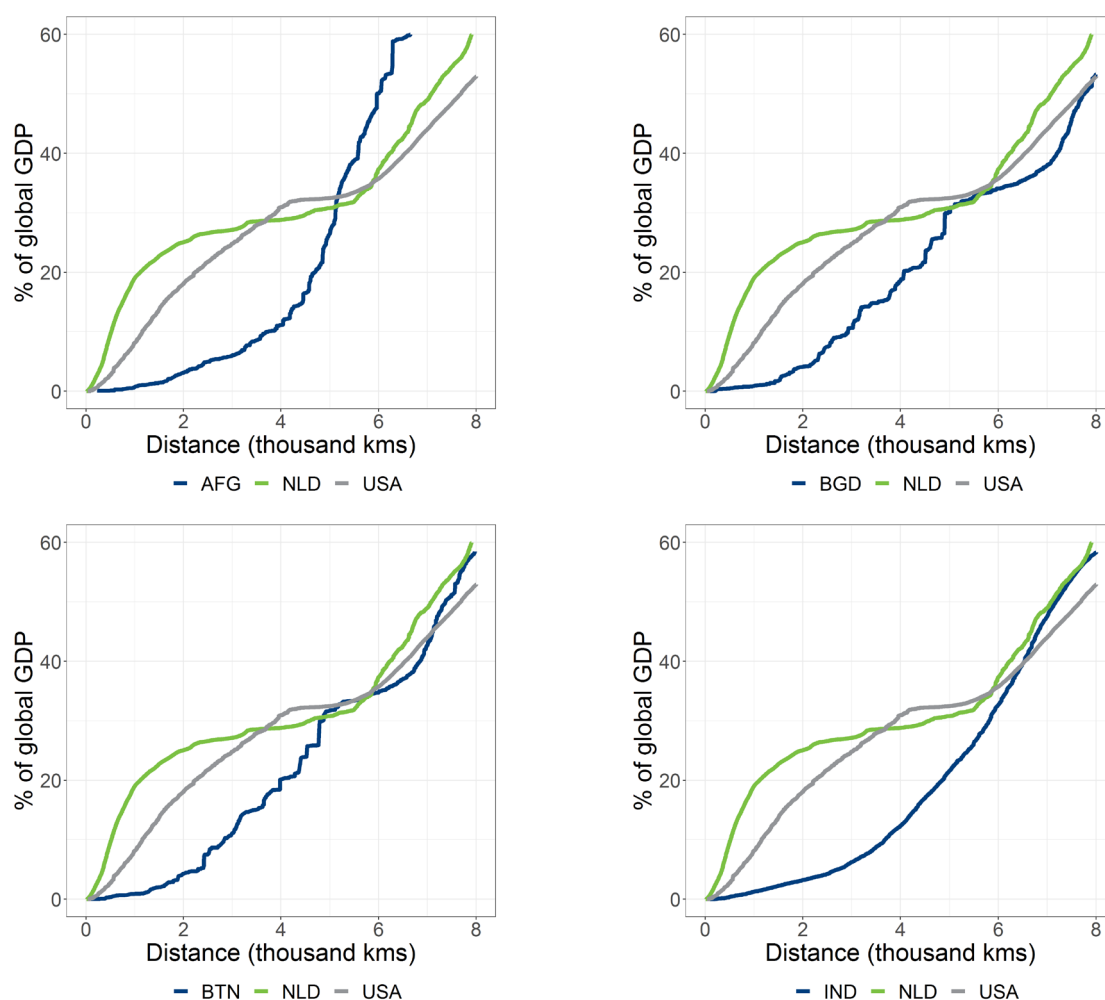 % of global GDP
60
40
20
0
0 2 4 6 8
Distance (thousand kms)
AFG NLD USA
% of global GDP
60
40
20
0
0 2 4 6 8
Distance (thousand kms)
BGD NLD USA
% of global GDP
60
40
20
0
0 2 4 6 8
Distance (thousand kms)
BTN NLD USA
% of global GDP
60
40
20
0
0 2 4 6 8
Distance (thousand kms)
IND NLD USA